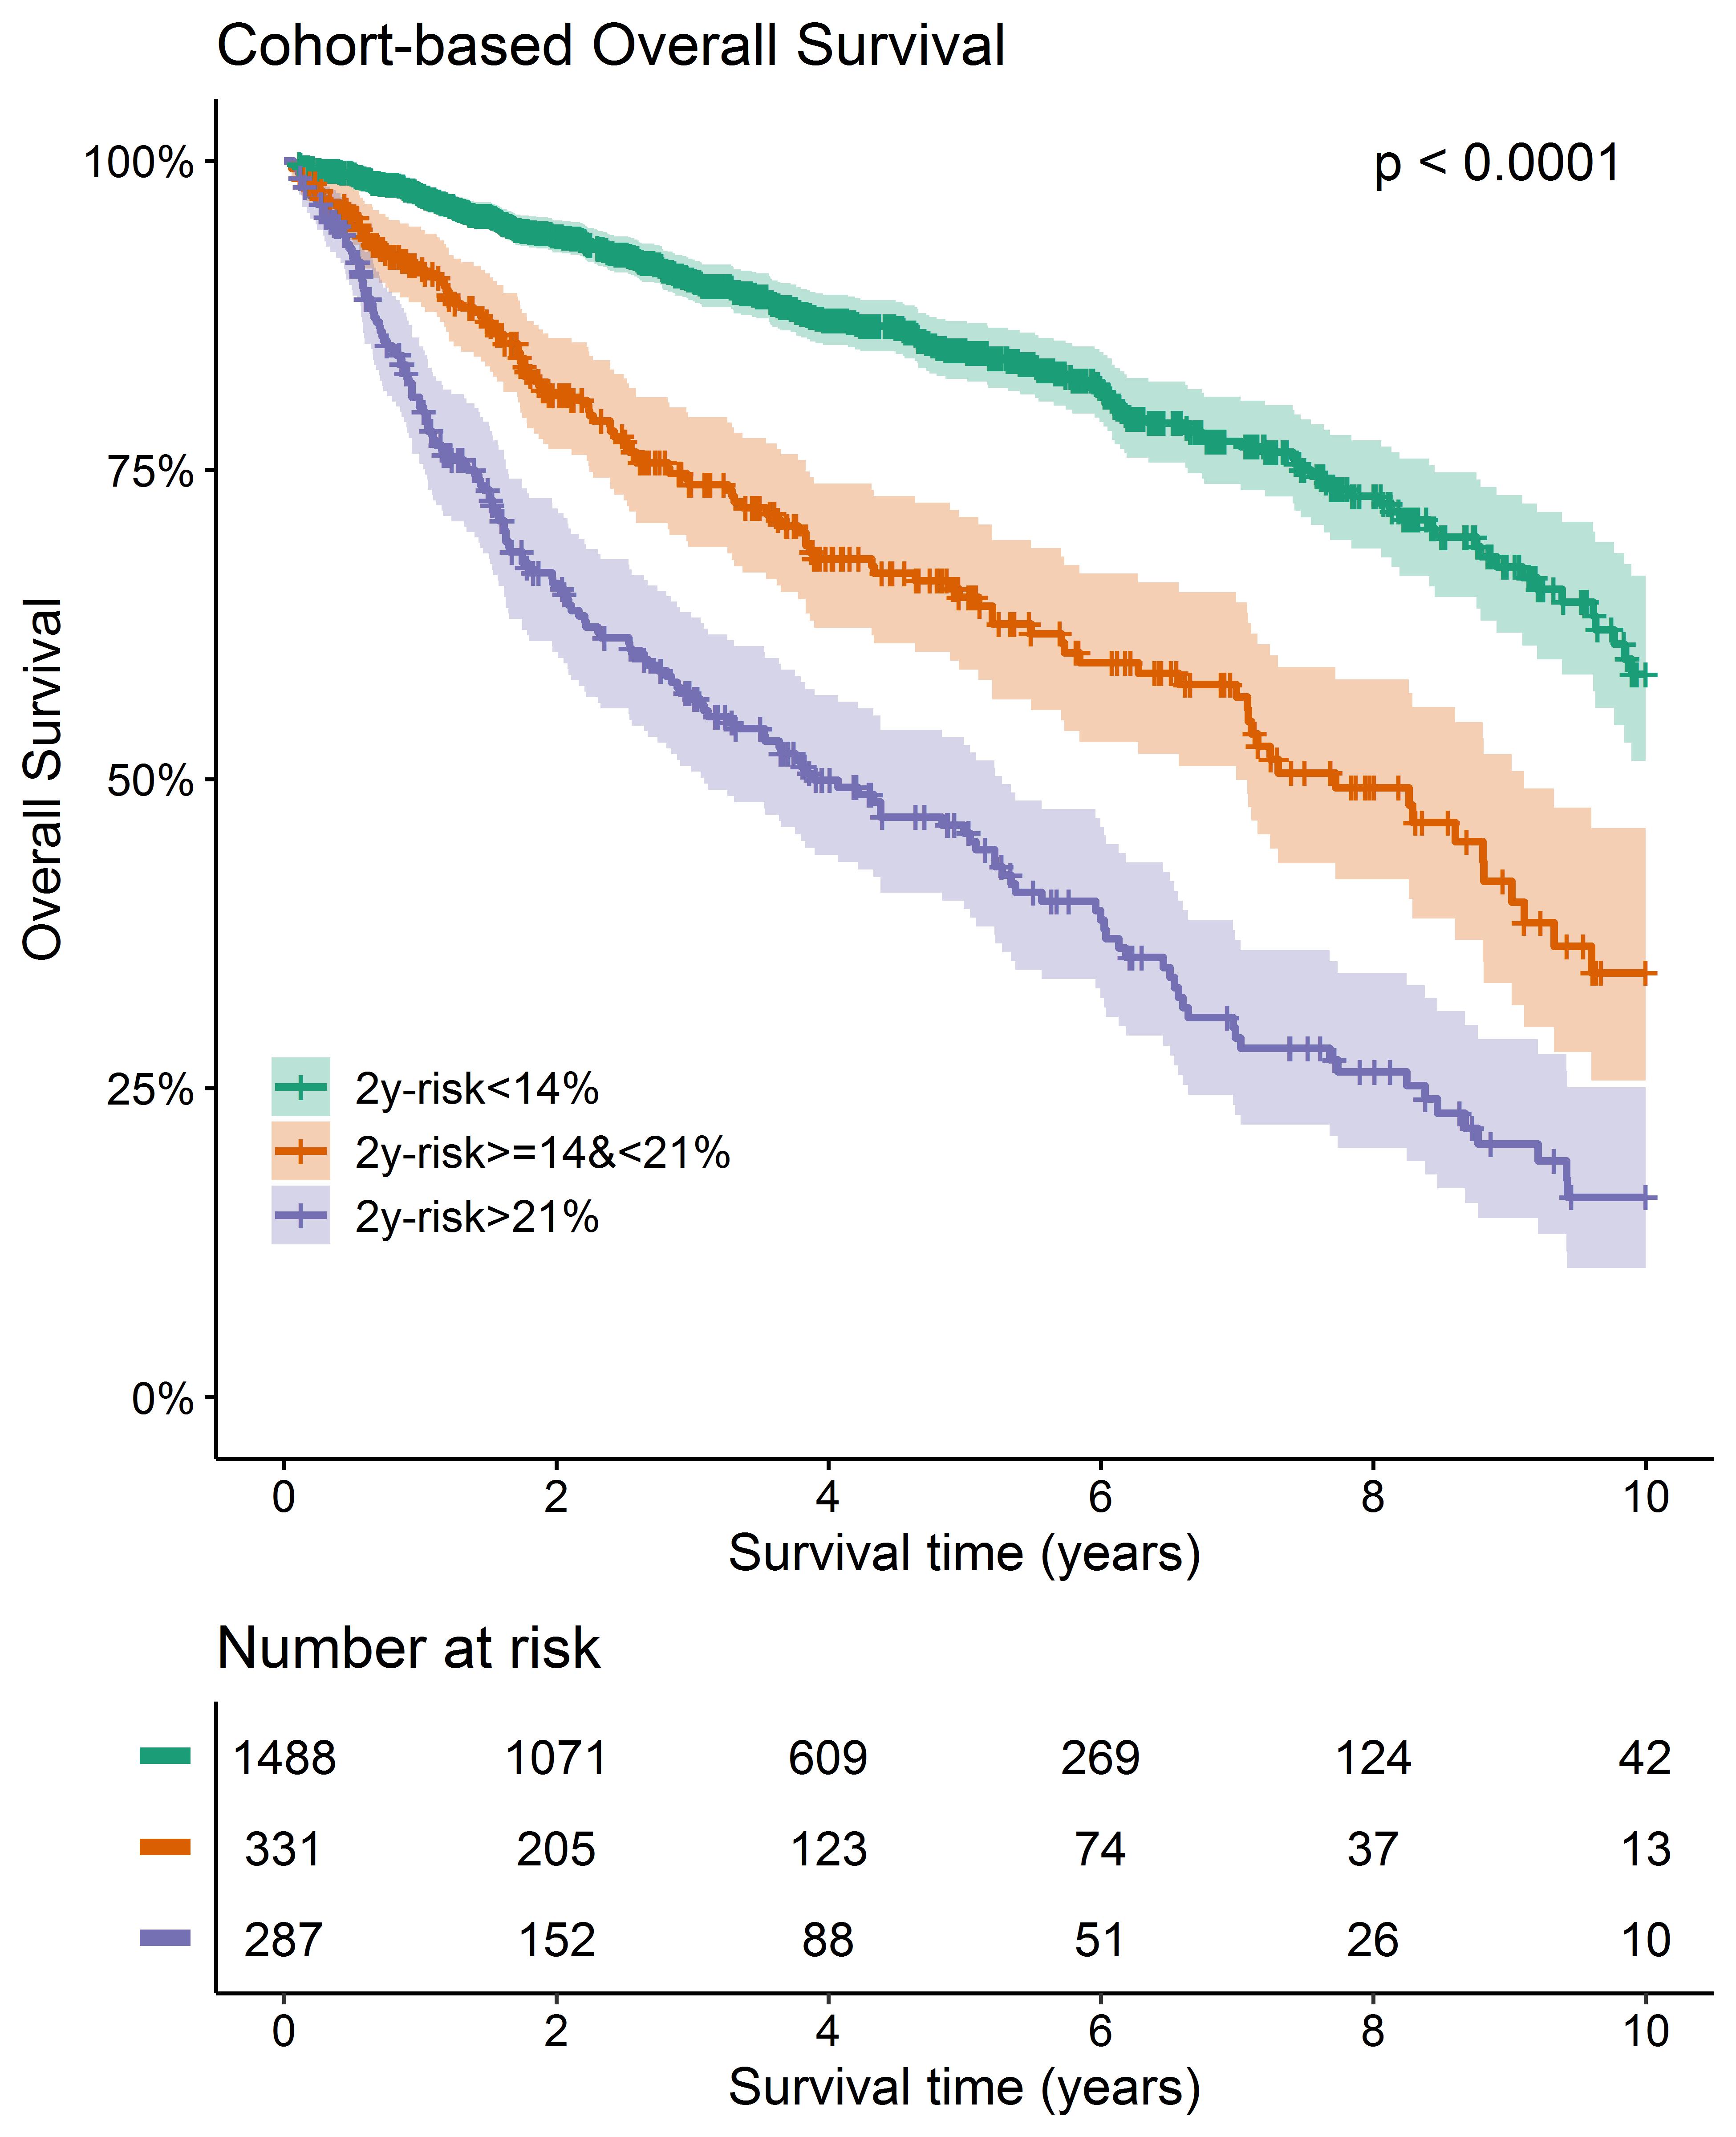 Cohort-based Overall Survival
p < 0.0001
100%
75%
50%
25%
0%
Overall Survival
2y-risk<14%
2y-risk>=14&<21%
2y-risk>21%
0 2 4 6 8 10
Survival time (years)
Number at risk
1488 1071 609 269 124 42
331 205 123 74 37 13
287 152 88 51 26 10
0 2 4 6 8 10
Survival time (years)